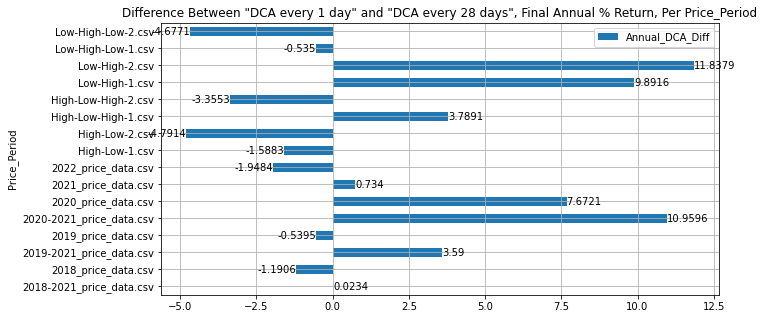 Difference Between "DCA every 1 day" and "DCA every 28 days", Final Annual % Return, Per Price_Period
Annual_DCA_Diff
Price_Period
Low-High-Low-2.csv -4.6771
Low-High-Low-1.csv -0.535
Low-High-2.csv 11.8379
Low-High-1.csv 9.8916
High-Low-High-2.csv -3.3553
High-Low-High-1.csv 3.7891
High-Low-2.csv -4.7914
High-Low-1.csv -1.5883
2022_price_data.csv -1.9484
2021_price_data.csv 0.734
2020_price_data.csv 7.6721
2020-2021_price_data.csv 10.9596
2019_price_data.csv -0.5395
2019-2021_price_data.csv 3.59
2018_price_data.csv -1.1906
2018-2021_price_data.csv 0.0234
−5.0 −2.5 0.0 2.5 5.0 7.5 10.0 12.5